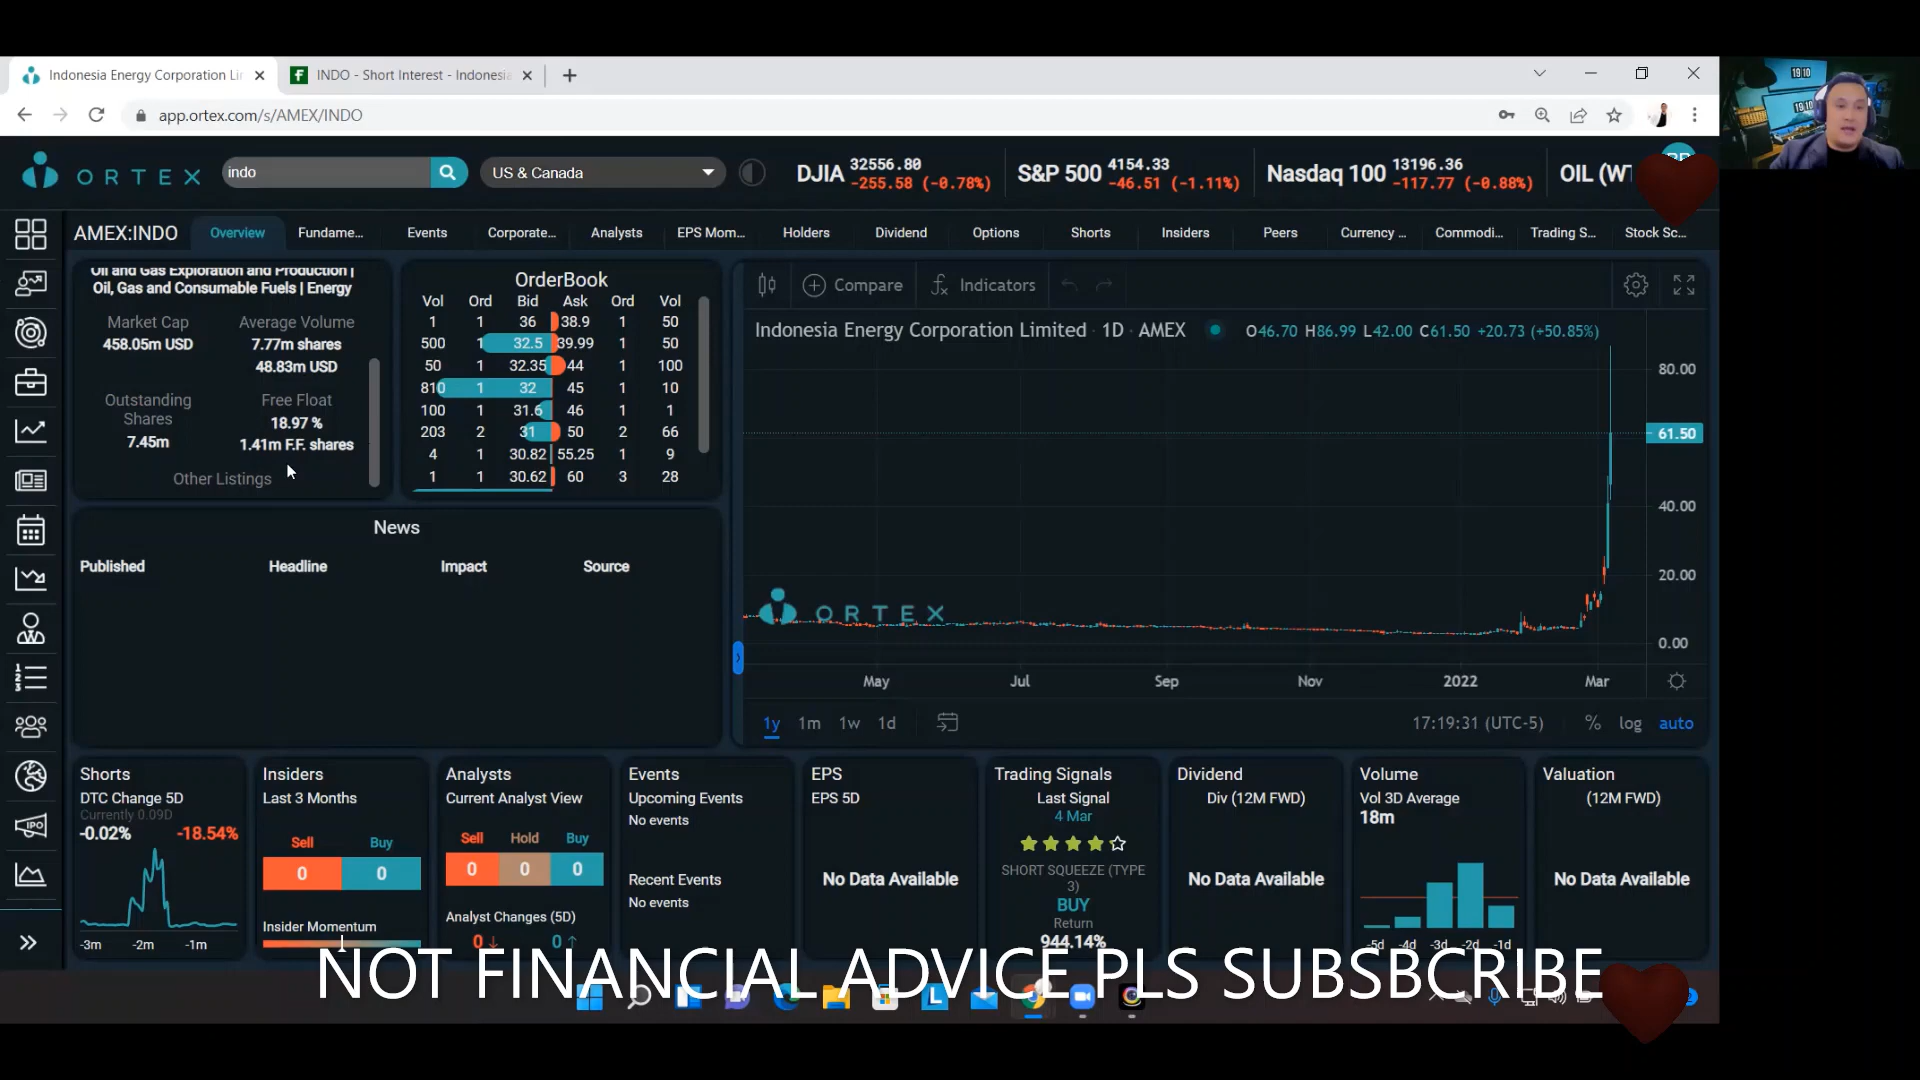 Indonesia Energy Corporation Li
INDO - Short Interest - Indonesia
app.ortex.com/s/AMEX/INDO
ORTEX
indo
US & Canada
DJIA 32556.80 -255.58 (-0.78%)
S&P 500 4154.33 -46.51 (-1.11%)
Nasdaq 100 13196.36 -117.77 (-0.88%)
OIL (WT
19:10
AMEX:INDO
Overview Fundame... Events Corporate... Analysts EPS Mom... Holders Dividend Options Shorts Insiders Peers Currency ... Commodi... Trading S... Stock Sc...
Oil and Gas Exploration and Production |
Oil, Gas and Consumable Fuels | Energy
Market Cap
458.05m USD
Average Volume
7.77m shares
48.83m USD
Outstanding
Shares
7.45m
Free Float
18.97 %
1.41m F.F. shares
Other Listings
OrderBook
Vol Ord Bid Ask Ord Vol
1 1 36 38.9 1 50
500 1 32.5 39.99 1 50
50 1 32.35 44 1 100
810 1 32 45 1 10
100 1 31.6 46 1 1
203 2 31 50 2 66
4 1 30.82 55.25 1 9
1 1 30.62 60 3 28
Compare Indicators
Indonesia Energy Corporation Limited · 1D · AMEX O46.70 H86.99 L42.00 C61.50 +20.73 (+50.85%)
80.00
61.50
40.00
20.00
0.00
ORTEX
May Jul Sep Nov 2022 Mar
1y 1m 1w 1d
17:19:31 (UTC-5) % log auto
News
Published Headline Impact Source
Shorts
DTC Change 5D
Currently 0.09D
-0.02% -18.54%
-3m -2m -1m
Insiders
Last 3 Months
Sell Buy
0 0
Insider Momentum
Analysts
Current Analyst View
Sell Hold Buy
0 0 0
Analyst Changes (5D)
0↓ 0↑
Events
Upcoming Events
No events
Recent Events
No events
EPS
EPS 5D
No Data Available
Trading Signals
Last Signal
4 Mar
SHORT SQUEEZE (TYPE
3)
BUY
Return
944.14%
Dividend
Div (12M FWD)
No Data Available
Volume
Vol 3D Average
18m
-5d -4d -3d -2d -1d
Valuation
(12M FWD)
No Data Available
NOT FINANCIAL ADVICE PLS SUBSBCRIBE